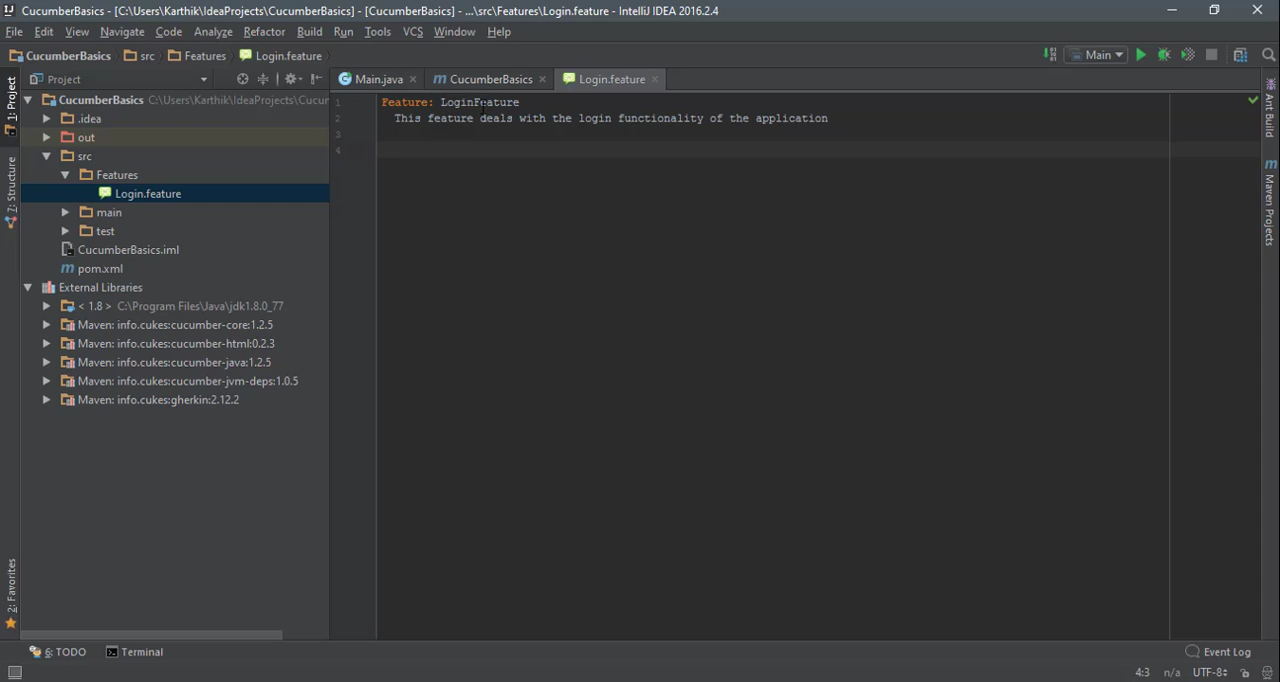 CucumberBasics - [C:\Users\Karthik\IdeaProjects\CucumberBasics] - [CucumberBasics] - ...\src\Features\Login.feature - IntelliJ IDEA 2016.2.4
File Edit View Navigate Code Analyze Refactor Build Run Tools VCS Window Help
CucumberBasics src Features Login.feature Main
Project Main.java CucumberBasics Login.feature
1: Project
7: Structure
2: Favorites
CucumberBasics C:\Users\Karthik\IdeaProjects\Cucur
.idea
out
src
Features
Login.feature
main
test
CucumberBasics.iml
pom.xml
External Libraries
< 1.8 > C:\Program Files\Java\jdk1.8.0_77
Maven: info.cukes:cucumber-core:1.2.5
Maven: info.cukes:cucumber-html:0.2.3
Maven: info.cukes:cucumber-java:1.2.5
Maven: info.cukes:cucumber-jvm-deps:1.0.5
Maven: info.cukes:gherkin:2.12.2
1 Feature: LoginFeature
2 This feature deals with the login functionality of the application
3
4
Ant Build
Maven Projects
6: TODO Terminal Event Log
4:3 n/a UTF-8